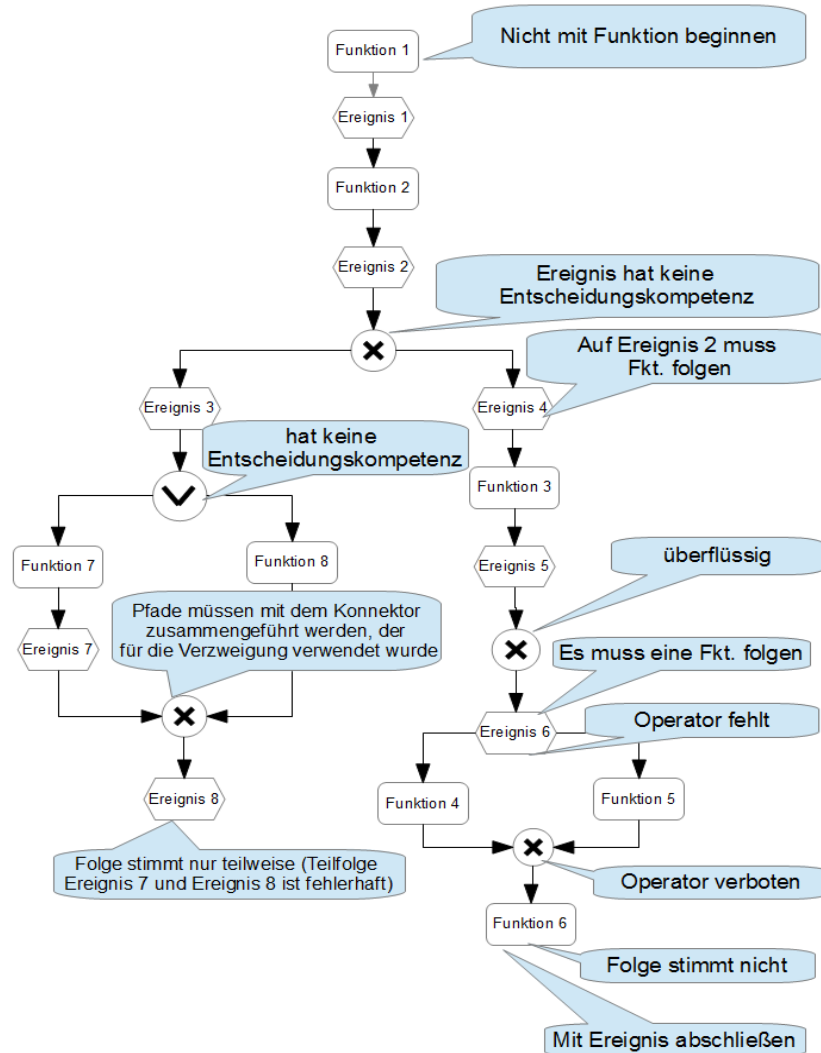 Funktion 1
Nicht mit Funktion beginnen
Ereignis 1
Funktion 2
Ereignis 2
Ereignis hat keine
Entscheidungskompetenz
Auf Ereignis 2 muss
Fkt. folgen
Ereignis 3
Ereignis 4
hat keine
Entscheidungskompetenz
Funktion 3
Funktion 7
Funktion 8
Ereignis 5
überflüssig
Pfade müssen mit dem Konnektor
zusammengeführt werden, der
für die Verzweigung verwendet wurde
Ereignis 7
Es muss eine Fkt. folgen
Operator fehlt
Ereignis 6
Ereignis 8
Funktion 4
Funktion 5
Folge stimmt nur teilweise (Teilfolge
Ereignis 7 und Ereignis 8 ist fehlerhaft)
Operator verboten
Funktion 6
Folge stimmt nicht
Mit Ereignis abschließen